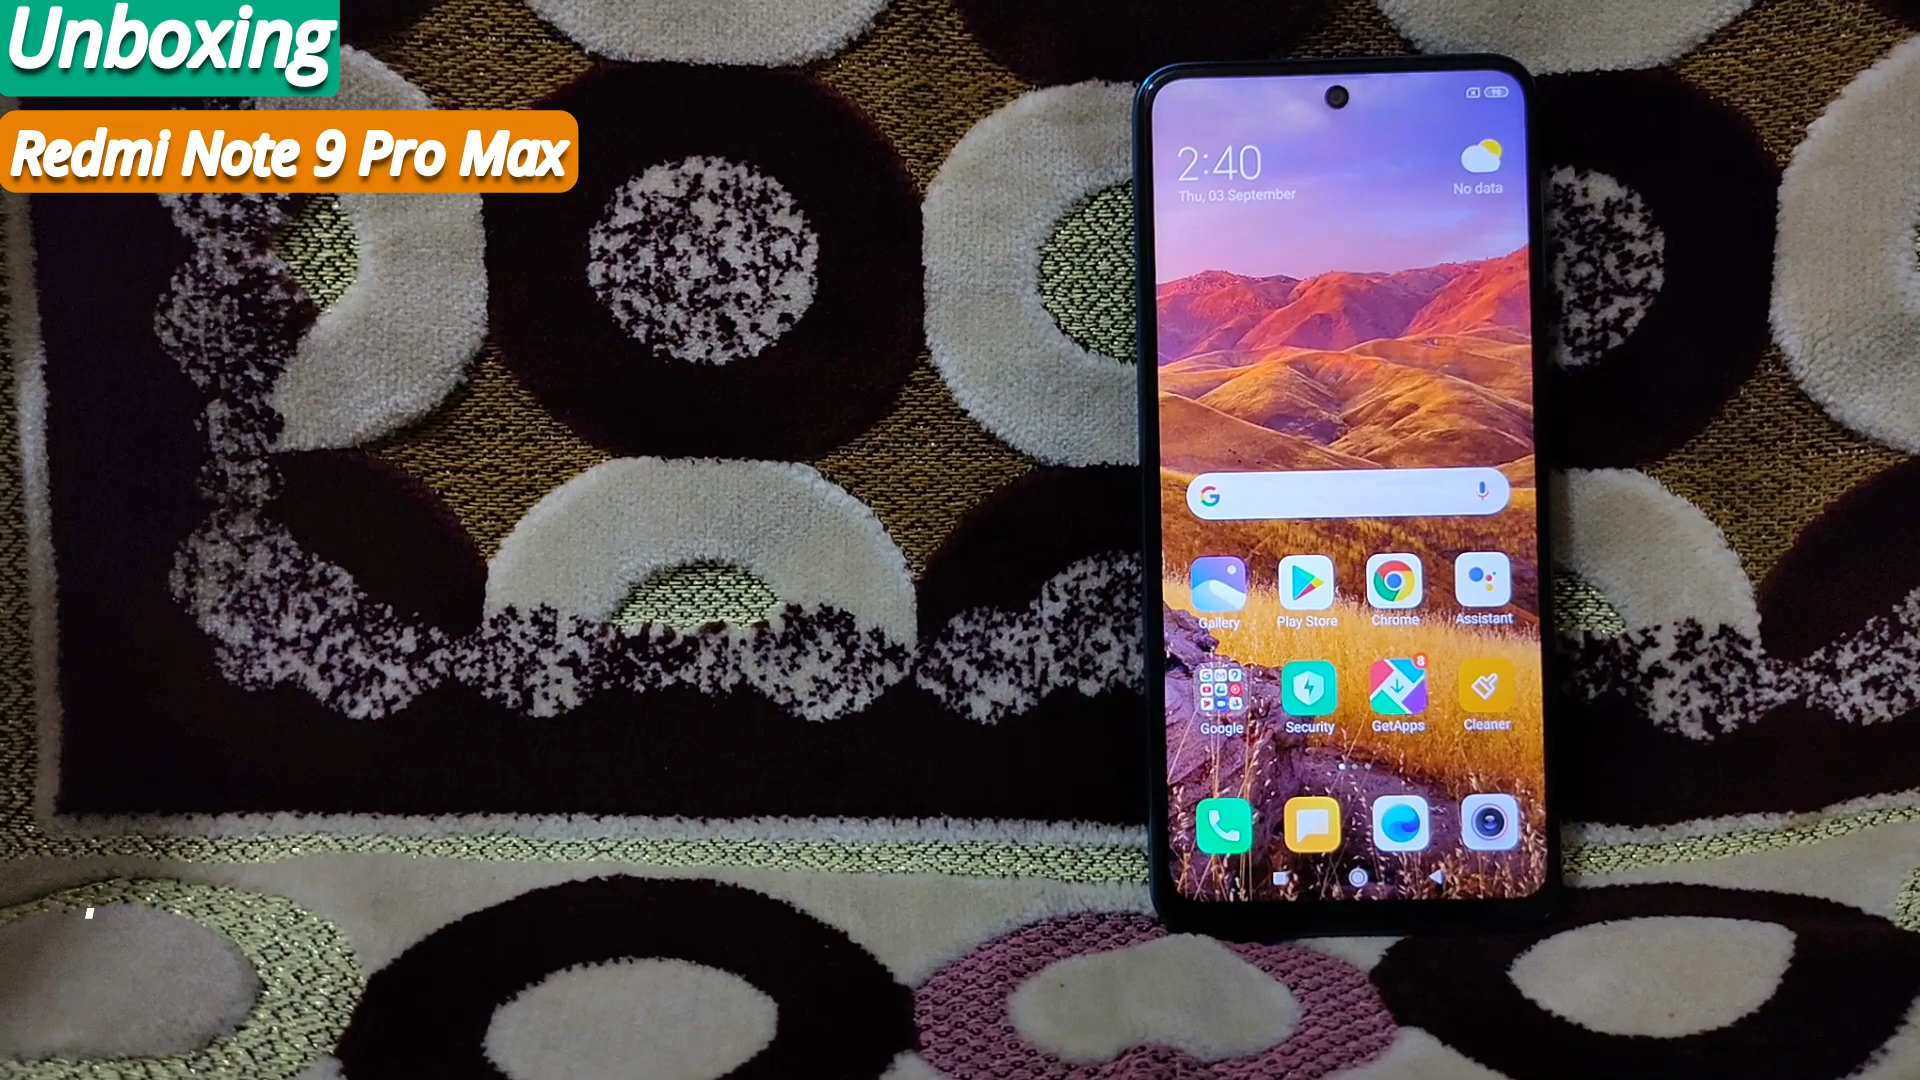 Unboxing
Redmi Note 9 Pro Max
2:40
Thu, 03 September
No data
Gallery
Play Store
Chrome
Assistant
8
Google
Security
GetApps
Cleaner